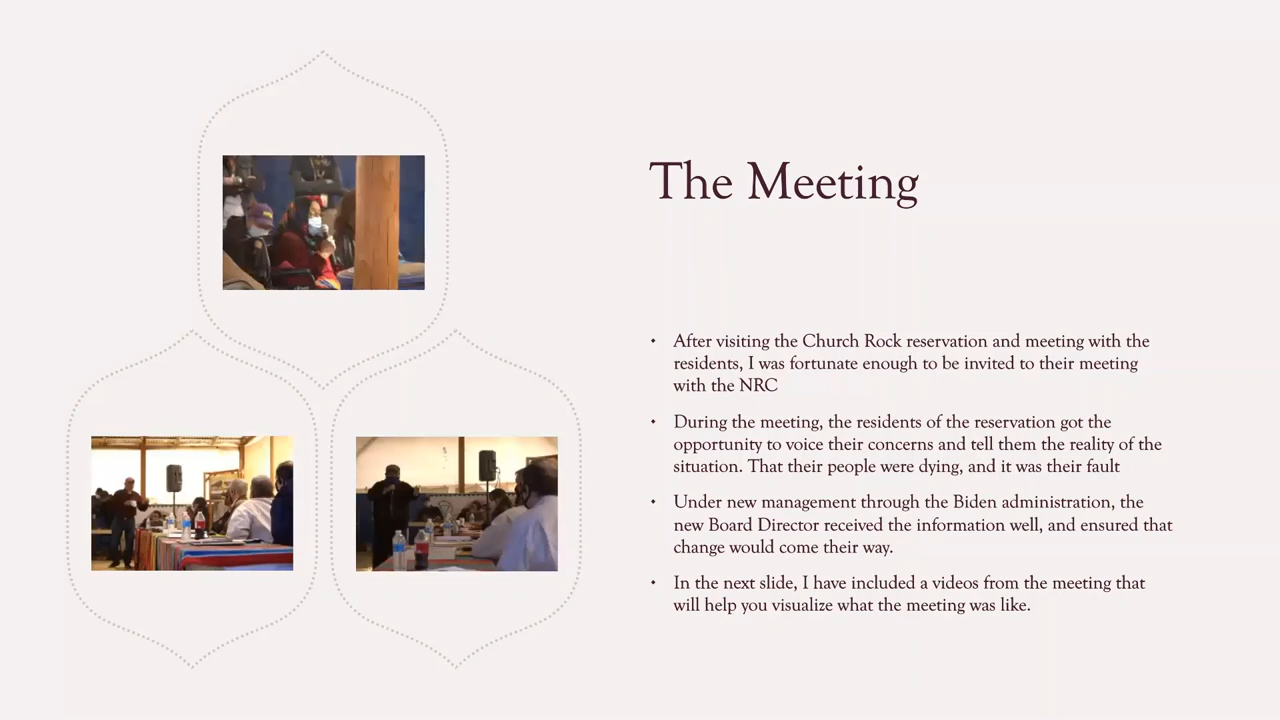 The Meeting
• After visiting the Church Rock reservation and meeting with the
residents, I was fortunate enough to be invited to their meeting
with the NRC
• During the meeting, the residents of the reservation got the
opportunity to voice their concerns and tell them the reality of the
situation. That their people were dying, and it was their fault
• Under new management through the Biden administration, the
new Board Director received the information well, and ensured that
change would come their way.
• In the next slide, I have included a videos from the meeting that
will help you visualize what the meeting was like.